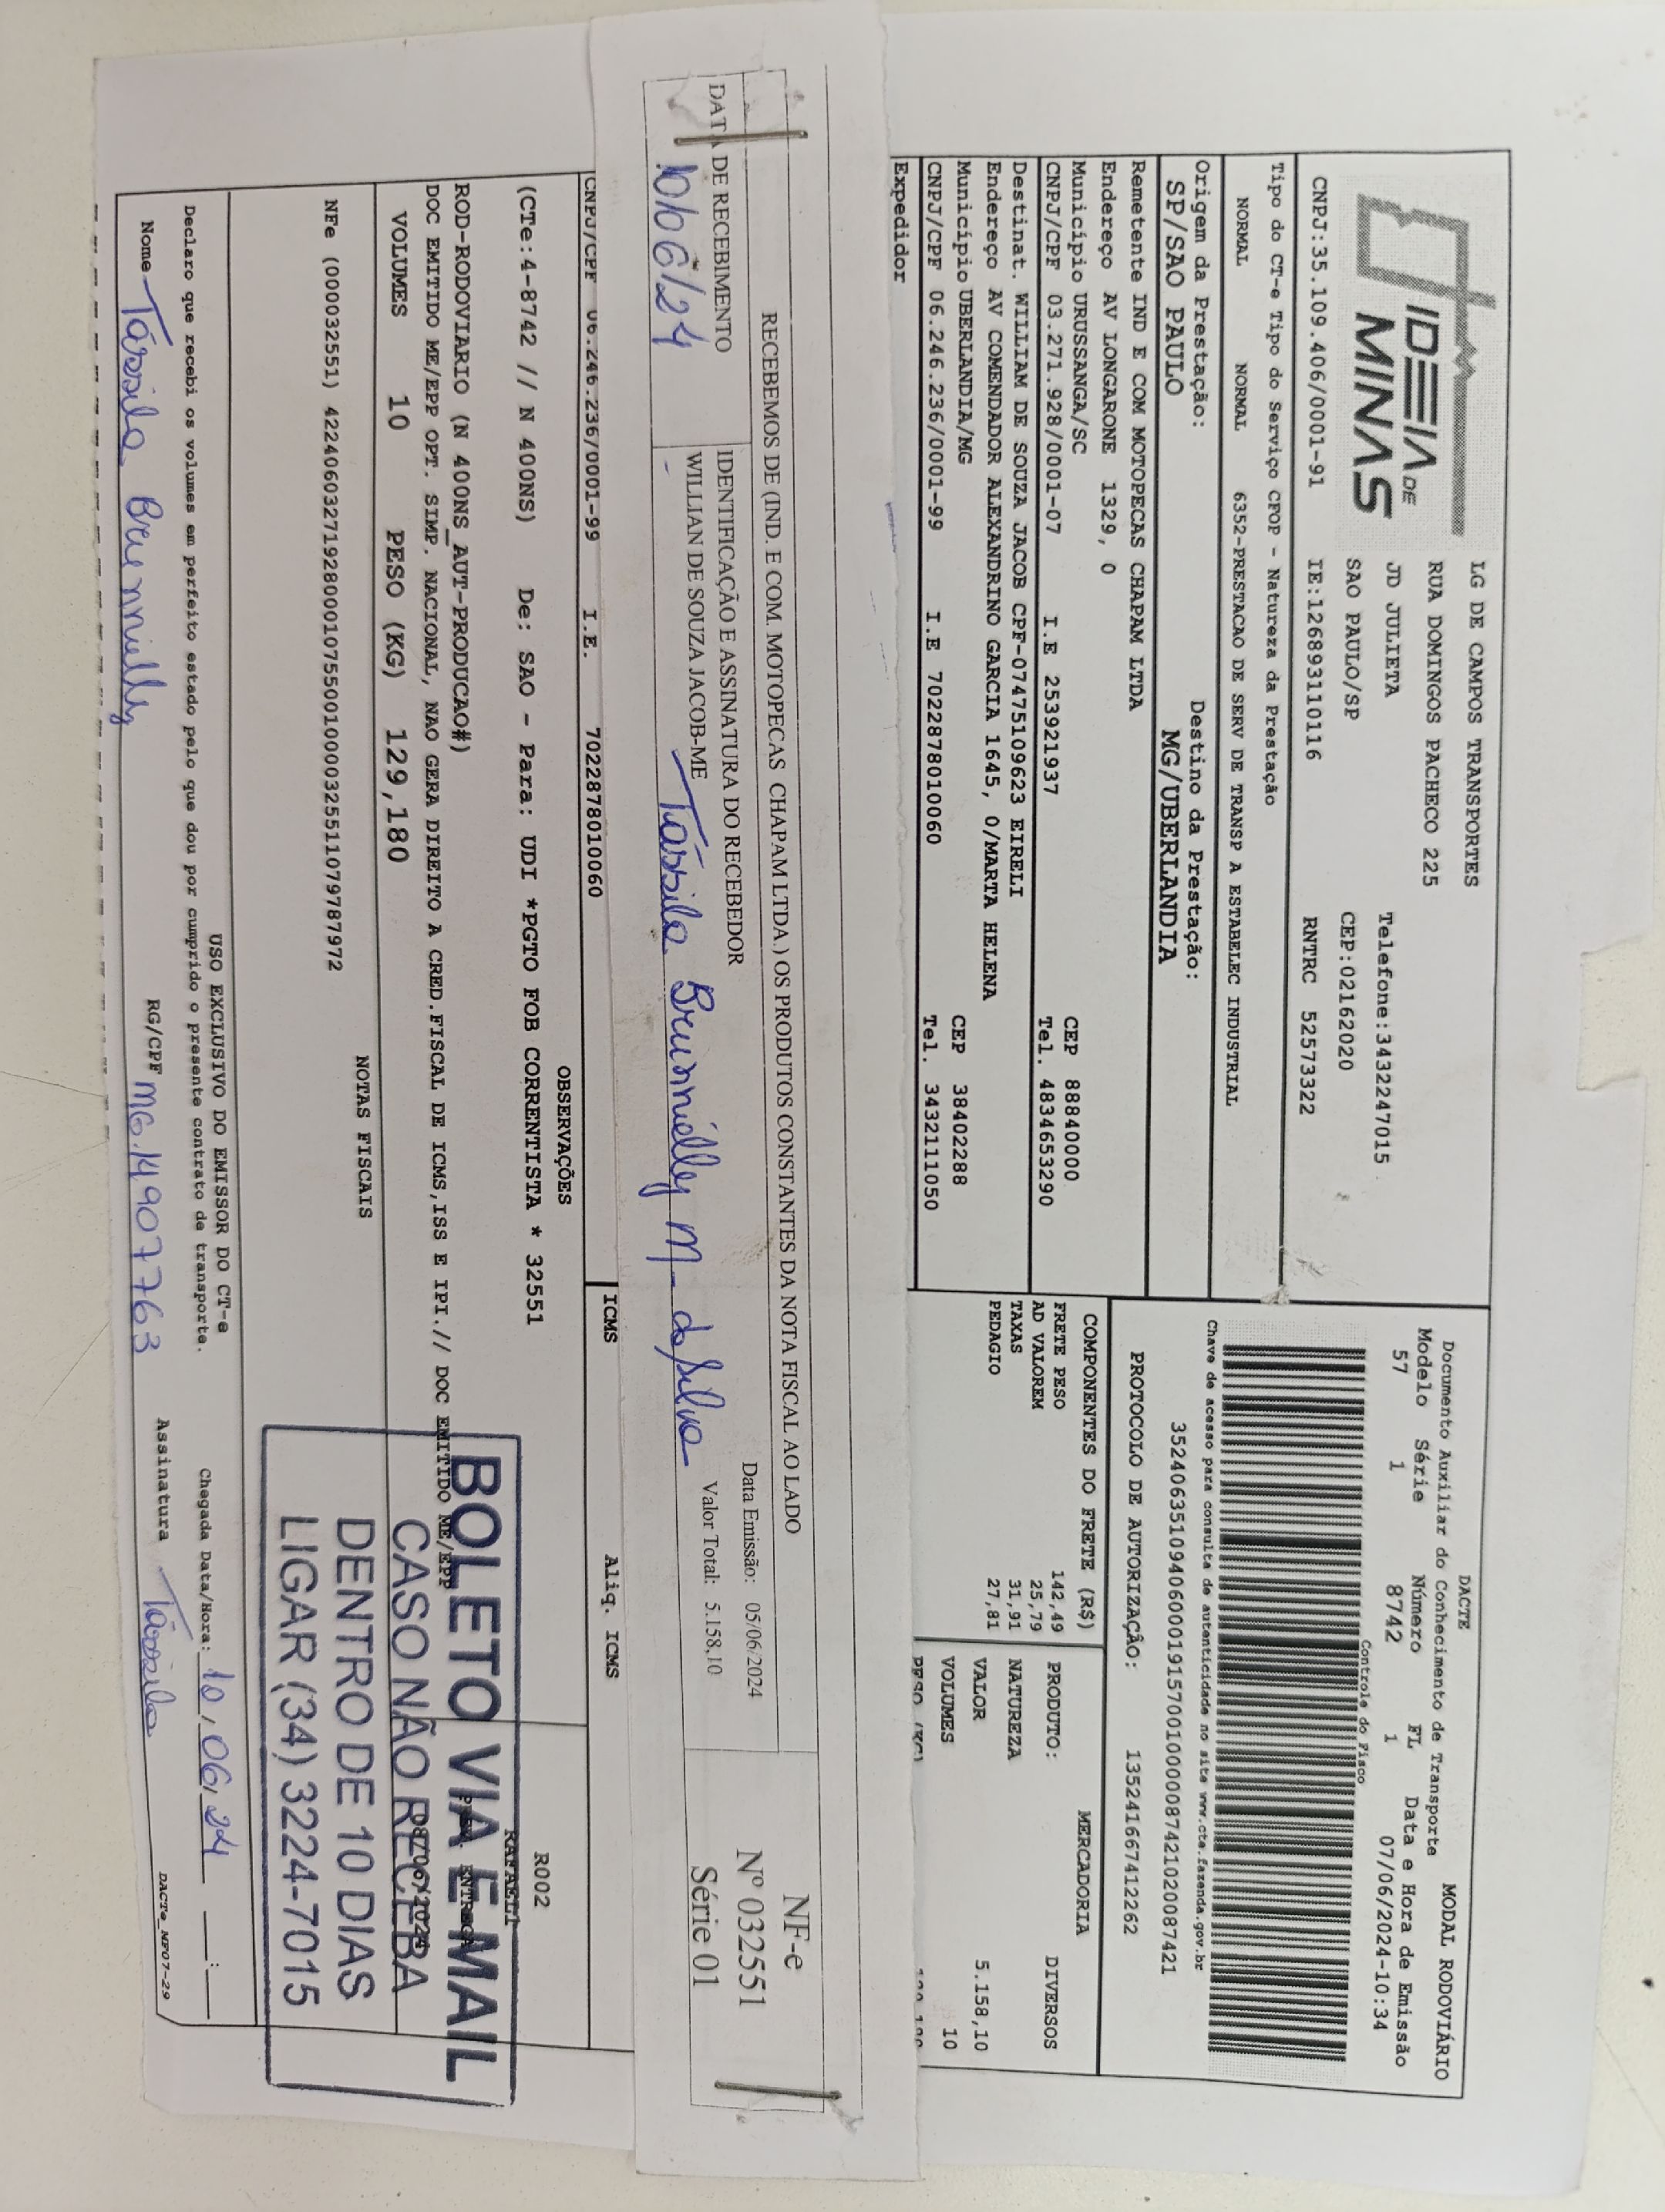 IDEIA DE
MINAS
LG DE CAMPOS TRANSPORTES
RUA DOMINGOS PACHECO 225
JD JULIETA
Telefone:3432247015
SAO PAULO/SP
CEP:02162020
CNPJ:35.109.406/0001-91 IE:126893110116 RNTRC 52573322
DACTE
MODAL RODOVIÁRIO
Documento Auxiliar do Conhecimento de Transporte
Modelo Série Número FL Data e Hora de Emissão
57 1 8742 1 07/06/2024-10:34
Controle do Fisco
Tipo do CT-e Tipo do Serviço CFOP - Natureza da Prestação
NORMAL NORMAL 6352-PRESTACAO DE SERV DE TRANSP A ESTABELEC INDUSTRIAL
Chave de acesso para consulta de autenticidade no site www.cte.fazenda.gov.br
35240635109406000191570010000087421020087421
Origem da Prestação: Destino da Prestação:
SP/SAO PAULO MG/UBERLANDIA
PROTOCOLO DE AUTORIZAÇÃO: 135241667412262
Remetente IND E COM MOTOPECAS CHAPAM LTDA
Endereço AV LONGARONE 1329, 0
Município URUSSANGA/SC CEP 88840000
CNPJ/CPF 03.271.928/0001-07 I.E 253921937 Tel. 4834653290
Destinat. WILLIAM DE SOUZA JACOB CPF-07475109623 EIRELI
Endereço AV COMENDADOR ALEXANDRINO GARCIA 1645, 0/MARTA HELENA
Município UBERLANDIA/MG CEP 38402288
CNPJ/CPF 06.246.236/0001-99 I.E 7022878010060 Tel. 3432111050
Expedidor
COMPONENTES DO FRETE (R$)
FRETE PESO 142,49
AD VALOREM 25,79
TAXAS 31,91
PEDAGIO 27,81
MERCADORIA
PRODUTO: DIVERSOS
NATUREZA
VALOR 5.158,10
VOLUMES 10
PESO (KG)
RECEBEMOS DE (IND. E COM. MOTOPECAS CHAPAM LTDA.) OS PRODUTOS CONSTANTES DA NOTA FISCAL AO LADO
DATA DE RECEBIMENTO
10/06/24
IDENTIFICAÇÃO E ASSINATURA DO RECEBEDOR
WILLIAN DE SOUZA JACOB-ME
Tássila Brunnielly M. da Silva
Data Emissão: 05/06/2024
Valor Total: 5.158,10
NF-e
Nº 032551
Série 01
CNPJ/CPF 06.246.236/0001-99 I.E. 7022878010060
ICMS Aliq. ICMS
OBSERVAÇÕES
(CTe:4-8742 // N 400NS) De: SAO - Para: UDI *PGTO FOB CORRENTISTA * 32551
R002
RAFAELI
ROD-RODOVIARIO (N 400NS_AUT-PRODUCAO#)
DOC EMITIDO ME/EPP OPT. SIMP. NACIONAL, NAO GERA DIREITO A CRED.FISCAL DE ICMS,ISS E IPI.// DOC EMITIDO ME/EPP
ENTREGA
VOLUMES 10 PESO (KG) 129,180
BOLETO VIA E MAIL
CASO NÃO RECEBA
DENTRO DE 10 DIAS
LIGAR (34) 3224-7015
NOTAS FISCAIS
NFe (000032551) 42240603271928000107550010000325511079787972
USO EXCLUSIVO DO EMISSOR DO CT-e
Declaro que recebi os volumes em perfeito estado pelo que dou por cumprido o presente contrato de transporte.
Chegada Data/Hora: 10/06/24 __:__
Nome Tássila Brunnielly RG/CPF MG.14907763 Assinatura Tássila
DACTe_NF07-29